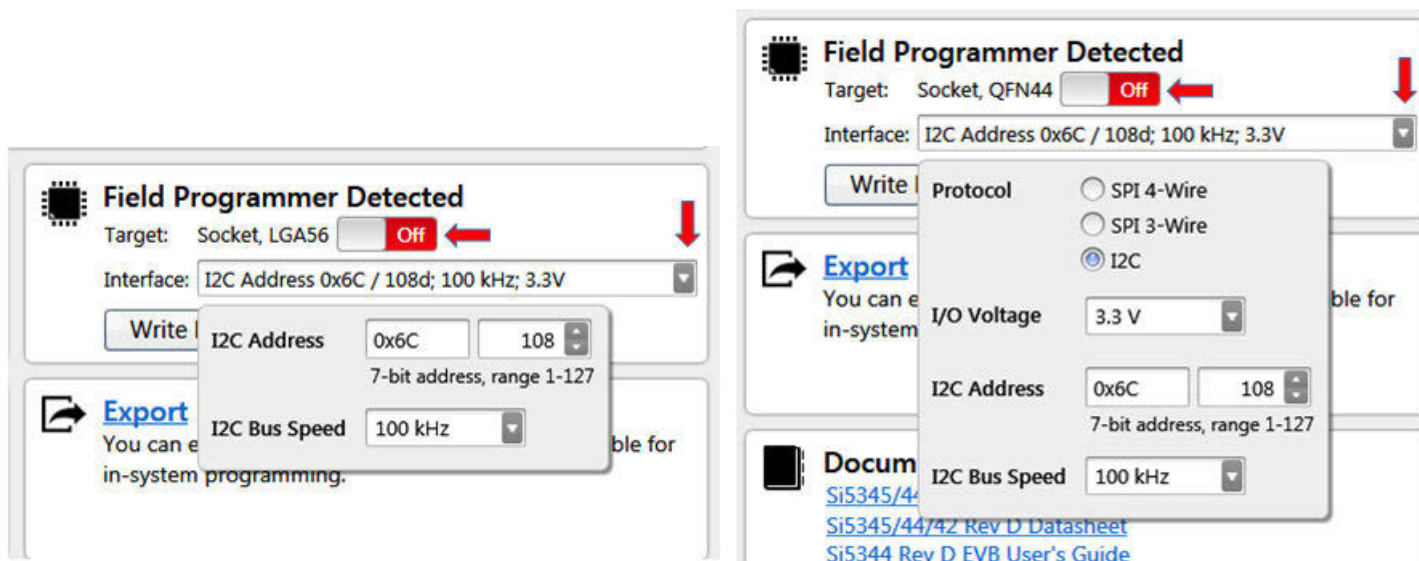 Field Programmer Detected
Target: Socket, LGA56 Off
Interface: I2C Address 0x6C / 108d; 100 kHz; 3.3V
Write
I2C Address 0x6C 108
7-bit address, range 1-127
I2C Bus Speed 100 kHz
Export
You can ble for
in-system programming.
Field Programmer Detected
Target: Socket, QFN44 Off
Interface: I2C Address 0x6C / 108d; 100 kHz; 3.3V
Write
Protocol SPI 4-Wire
SPI 3-Wire
I2C
I/O Voltage 3.3 V
I2C Address 0x6C 108
7-bit address, range 1-127
I2C Bus Speed 100 kHz
Export
You can ble for
in-system
Docum
Si5345/44
Si5345/44/42 Rev D Datasheet
Si5344 Rev D EVB User's Guide